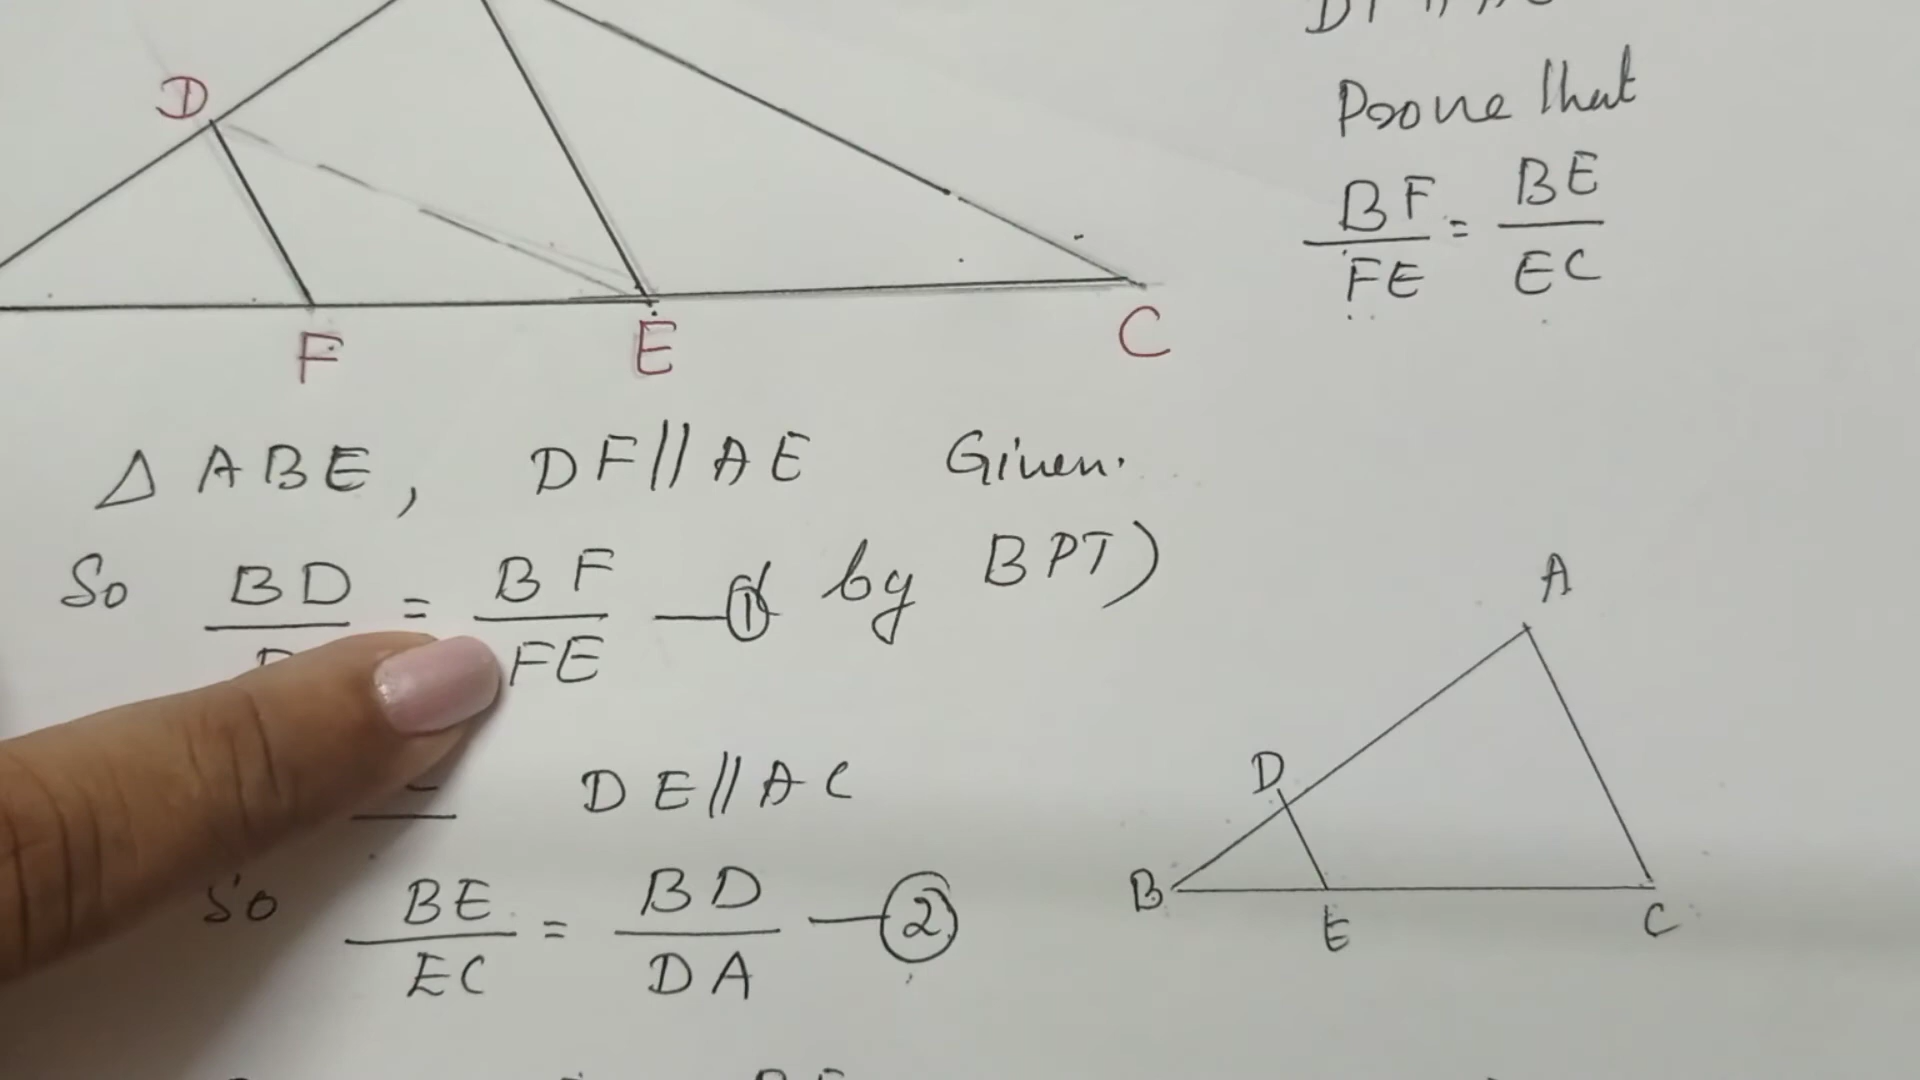 D
Prove that
BF = BE
FE EC
F E C
△ ABE, DF // AE Given.
So BD = BF — ① by BPT)
FE
DE // AC
So BE = BD — ②
EC DA
A
D
B E C